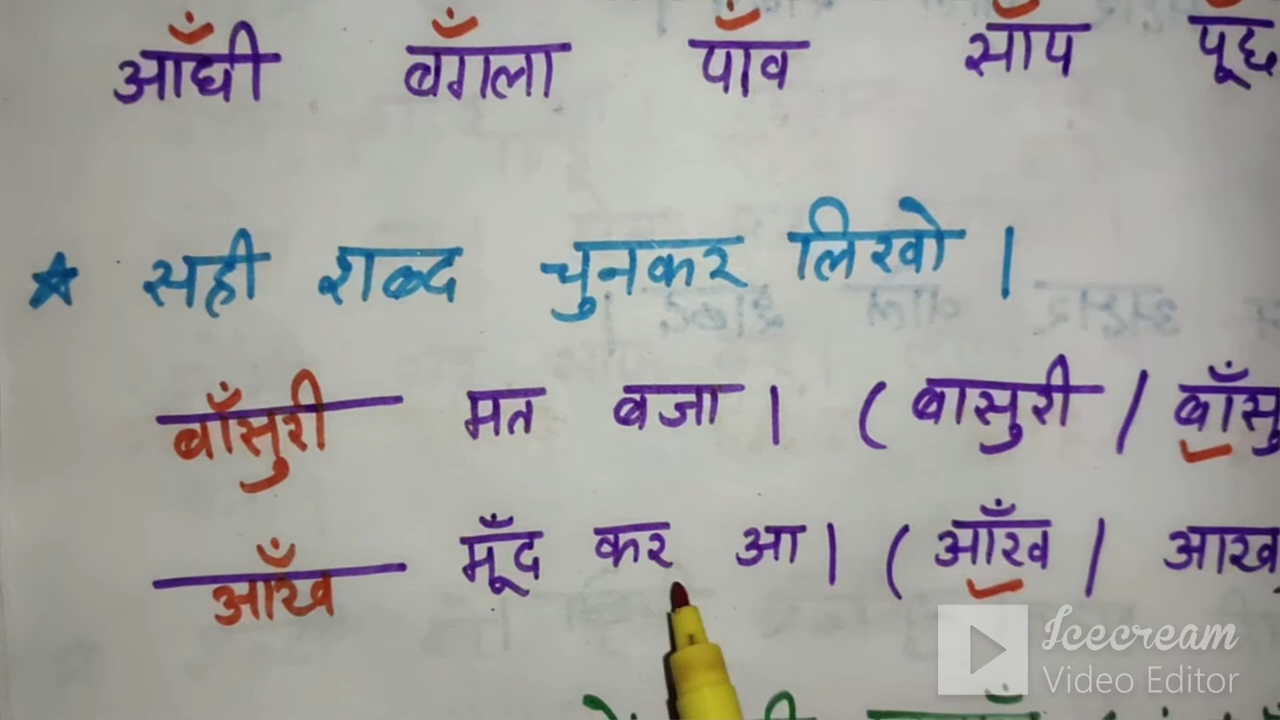 आँधी बँगला पाँव साँप पूँछ
★ सही शब्द चुनकर लिखो ।
बाँसुरी मत बजा । ( बासुरी / बाँसु
आँख मूँद कर आ । ( आँख / आख
Icecream
Video Editor